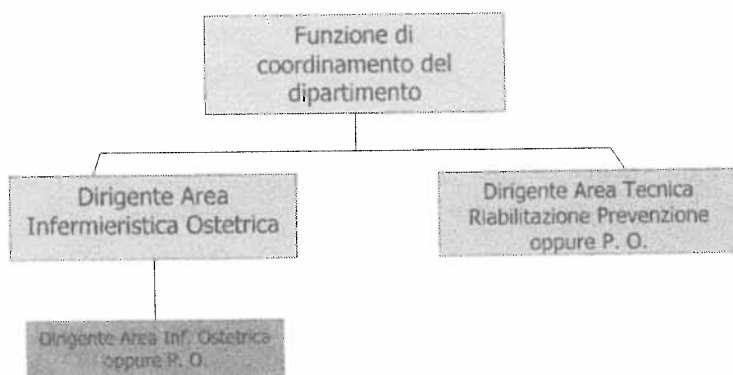 Funzione di
coordinamento del
dipartimento
Dirigente Area
Infermieristica Ostetrica
Dirigente Area Tecnica
Riabilitazione Prevenzione
oppure P. O.
Dirigente Area Inf. Ostetrica
oppure P. O.